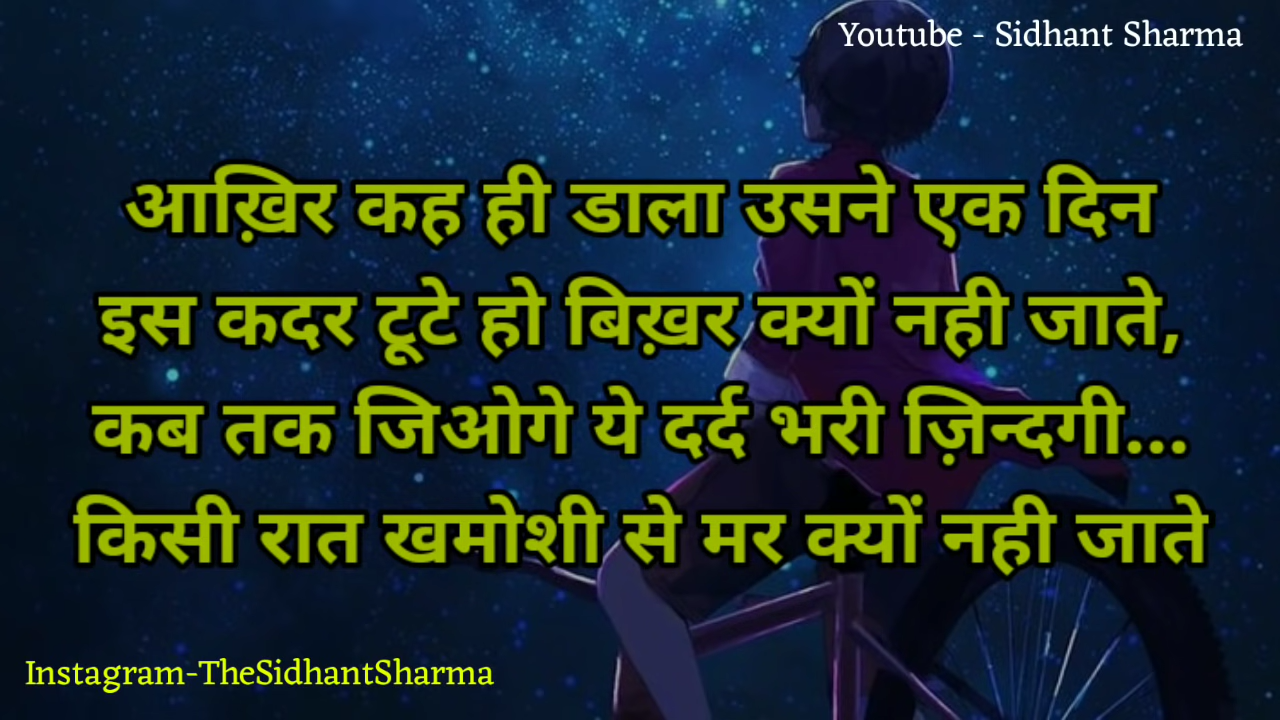 Youtube - Sidhant Sharma
आख़िर कह ही डाला उसने एक दिन
इस कदर टूटे हो बिख़र क्यों नही जाते,
कब तक जिओगे ये दर्द भरी ज़िन्दगी...
किसी रात खमोशी से मर क्यों नही जाते
Instagram-TheSidhantSharma